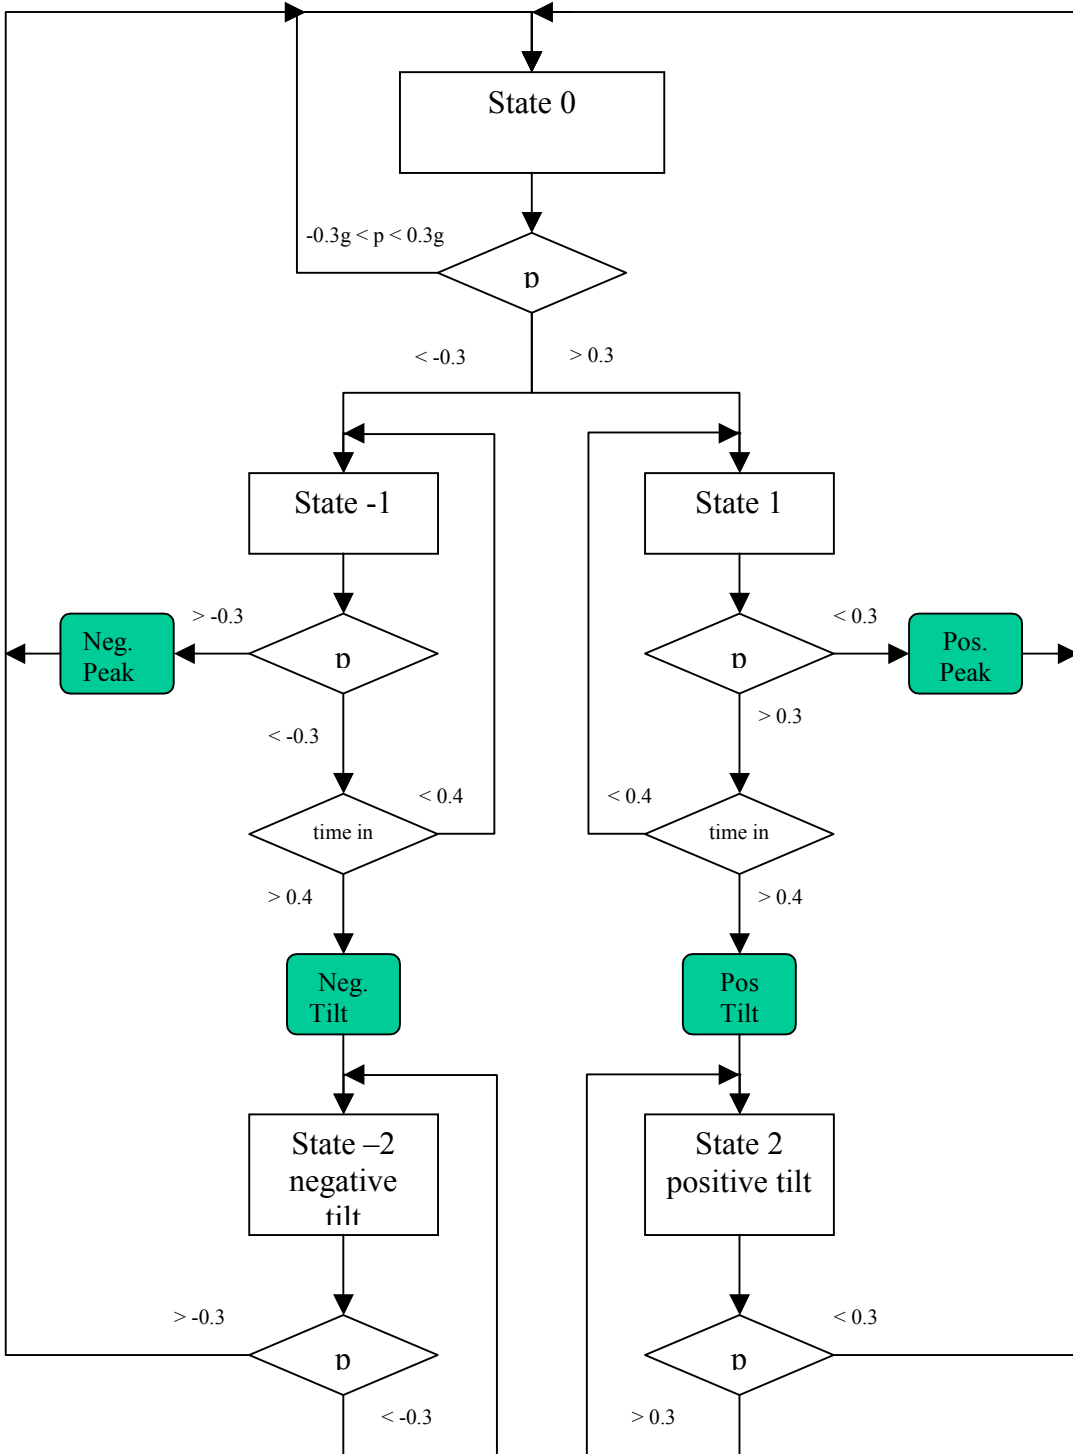 State 0
-0.3g < p < 0.3g
p
< -0.3
> 0.3
State -1
State 1
> -0.3
< 0.3
Neg.
Peak
p
p
Pos.
Peak
< -0.3
> 0.3
< 0.4
< 0.4
time in
time in
> 0.4
> 0.4
Neg.
Tilt
Pos
Tilt
State –2
negative
tilt
State 2
positive tilt
> -0.3
< 0.3
p
p
< -0.3
> 0.3